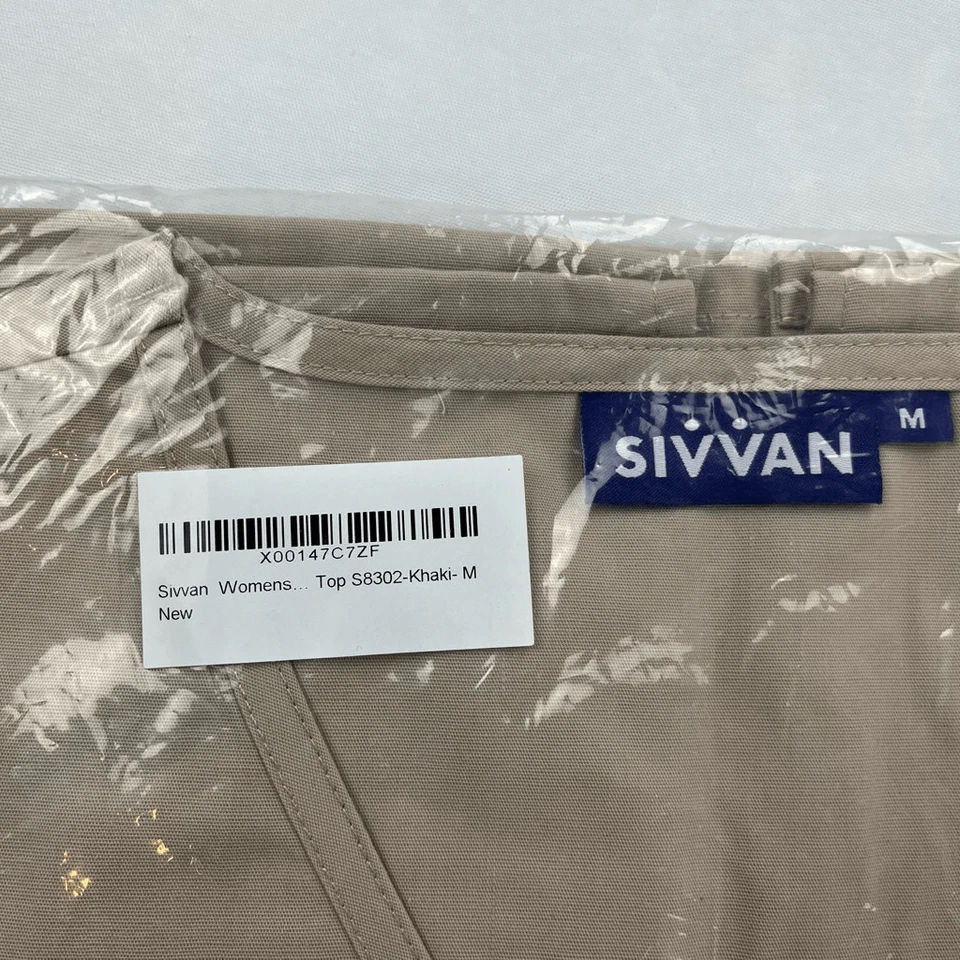 SIVVAN
M
X00147C7ZF
Sivvan Womens... Top S8302-Khaki- M
New